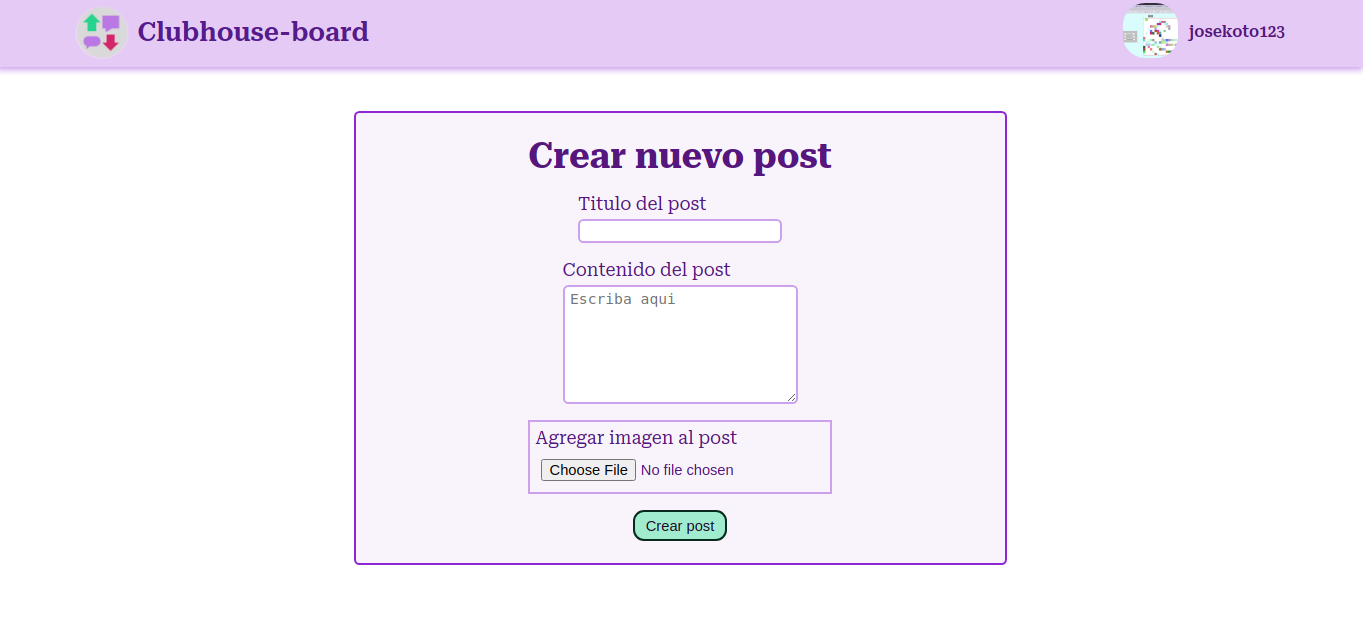 Clubhouse-board
josekoto123
Crear nuevo post
Titulo del post
Contenido del post
Escriba aqui
Agregar imagen al post
Choose File No file chosen
Crear post